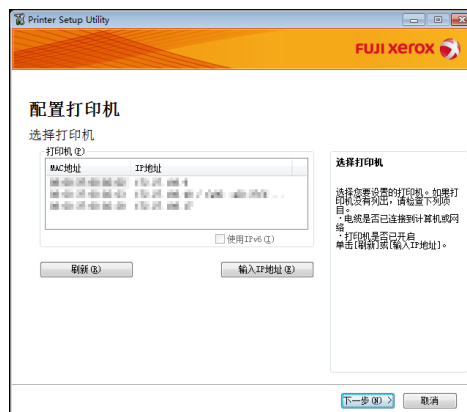 Printer Setup Utility
FUJI XEROX
配置打印机
选择打印机
打印机(P)
MAC地址 IP地址
使用IPv6(I)
刷新(R)
输入IP地址(E)
选择打印机
选择您要设置的打印机。如果打
印机没有列出，请检查下列项
目。
·电缆是否已连接到计算机或网
络
·打印机是否已开启
单击[刷新]或[输入IP地址]。
下一步(N) >
取消